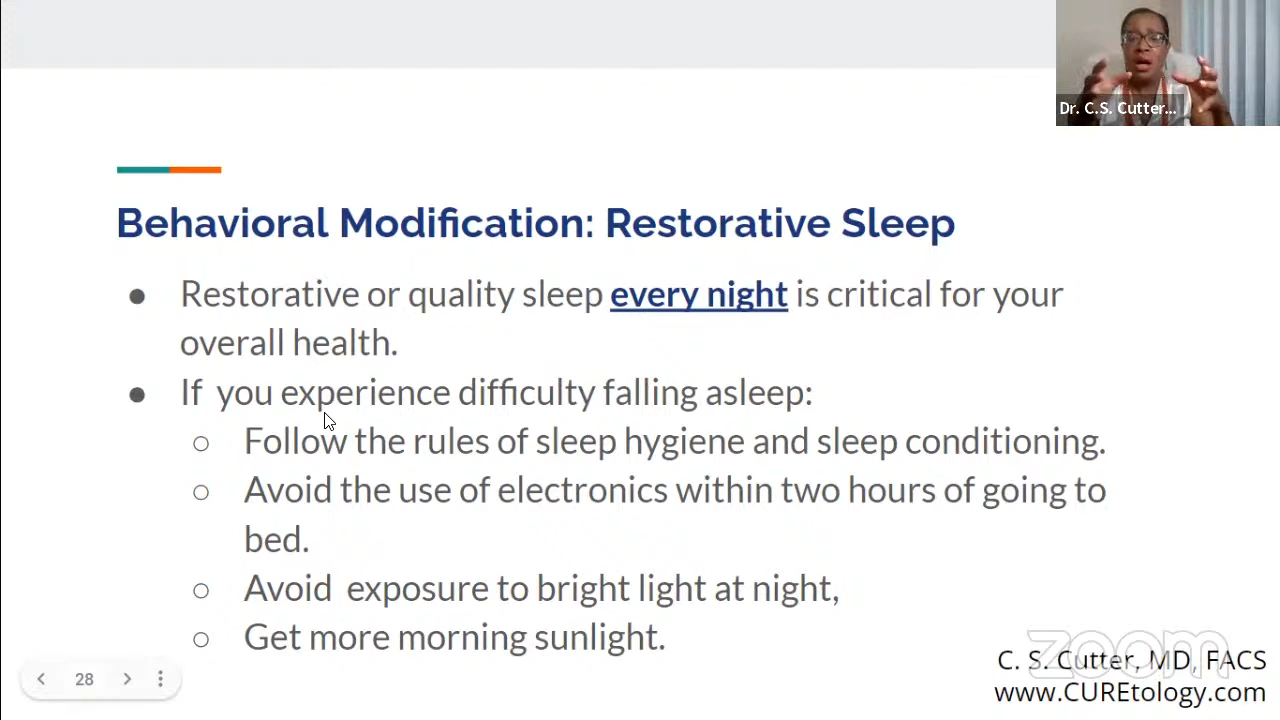 Dr. C.S. Cutter...
Behavioral Modification: Restorative Sleep
● Restorative or quality sleep every night is critical for your
overall health.
● If you experience difficulty falling asleep:
○ Follow the rules of sleep hygiene and sleep conditioning.
○ Avoid the use of electronics within two hours of going to
bed.
○ Avoid exposure to bright light at night,
○ Get more morning sunlight.
28
zoom
C. S. Cutter, MD, FACS
www.CUREtology.com